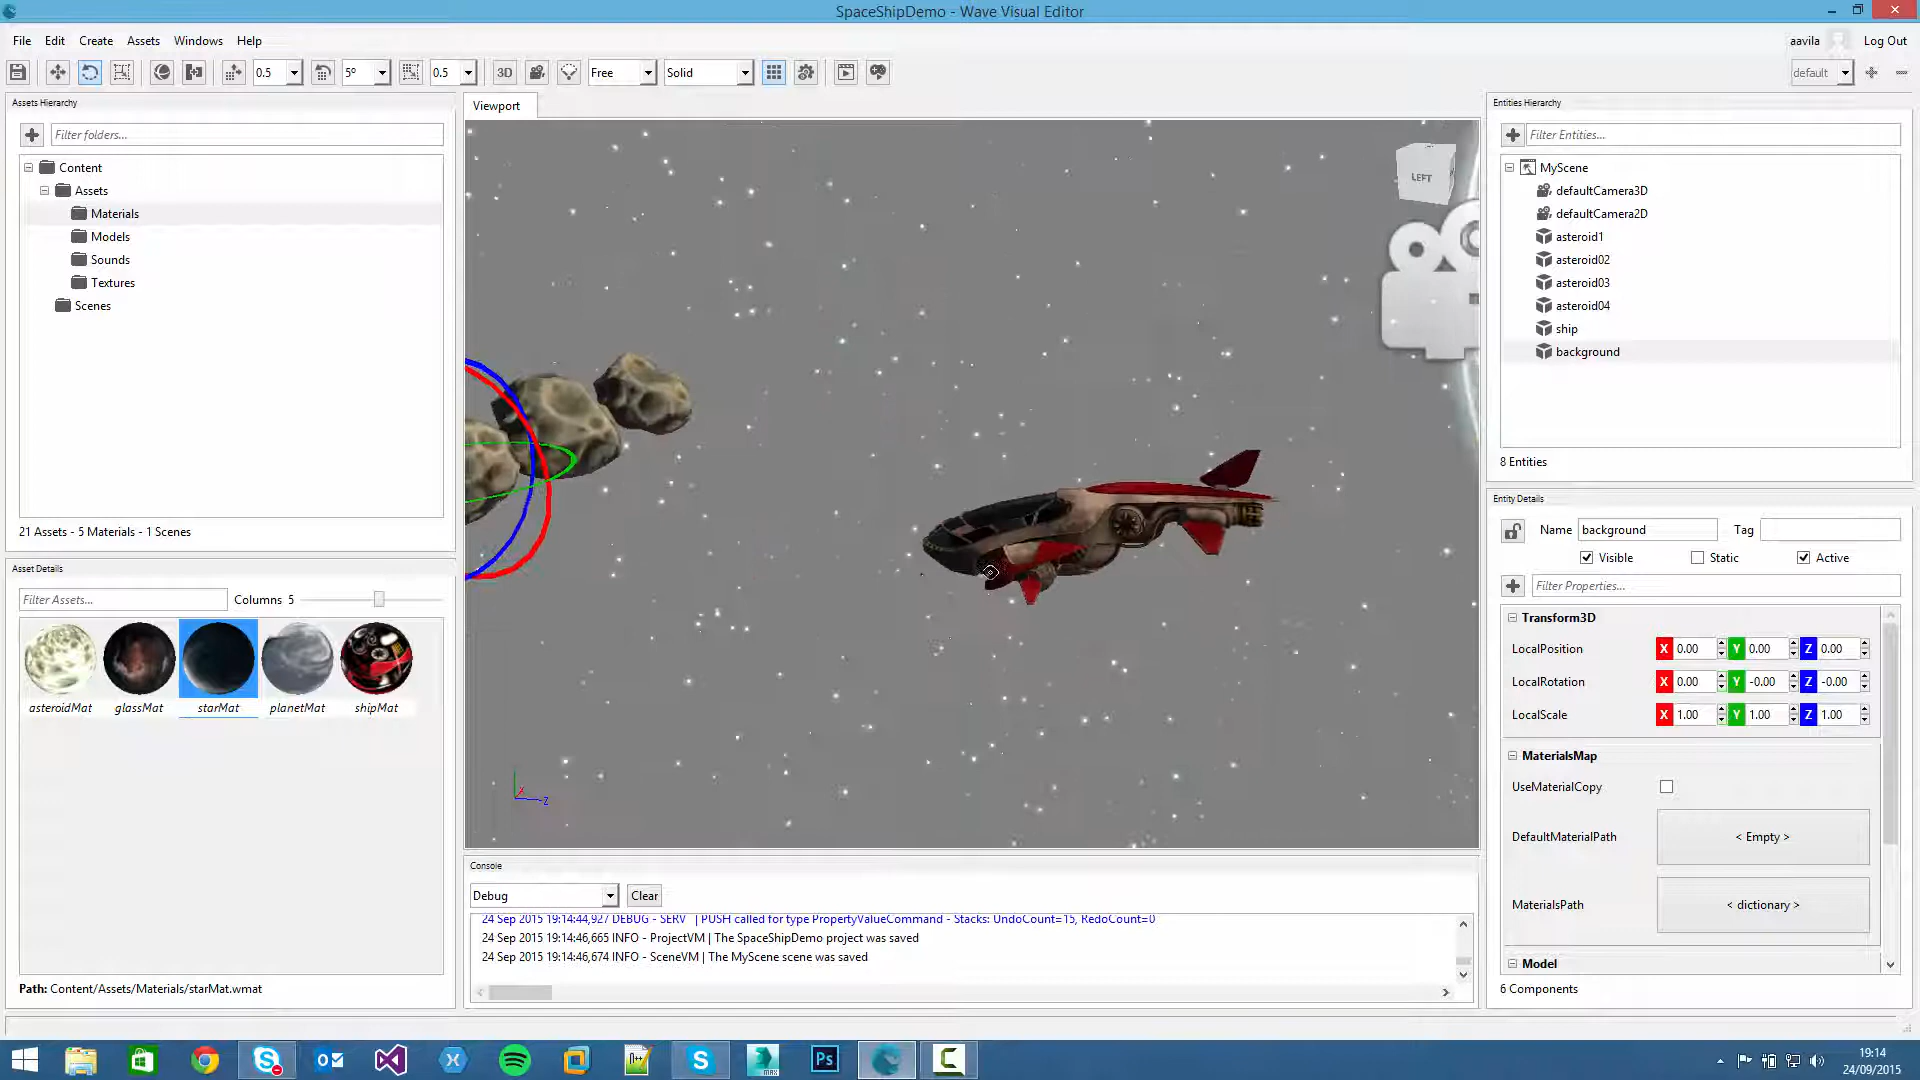 SpaceShipDemo - Wave Visual Editor
File Edit Create Assets Windows Help
aavila Log Out
0.5 5º 0.5 3D Free Solid default
Assets Hierarchy
Filter folders...
Content
Assets
Materials
Models
Sounds
Textures
Scenes
21 Assets - 5 Materials - 1 Scenes
Asset Details
Filter Assets... Columns 5
asteroidMat glassMat starMat planetMat shipMat
Path: Content/Assets/Materials/starMat.wmat
Viewport
LEFT
X Z
Console
Debug Clear
24 Sep 2015 19:14:44,927 DEBUG - SERV | PUSH called for type PropertyValueCommand - Stacks: UndoCount=15, RedoCount=0
24 Sep 2015 19:14:46,665 INFO - ProjectVM | The SpaceShipDemo project was saved
24 Sep 2015 19:14:46,674 INFO - SceneVM | The MyScene scene was saved
Entities Hierarchy
Filter Entities...
MyScene
defaultCamera3D
defaultCamera2D
asteroid1
asteroid02
asteroid03
asteroid04
ship
background
8 Entities
Entity Details
Name background Tag
Visible Static Active
Filter Properties...
Transform3D
LocalPosition X 0.00 Y 0.00 Z 0.00
LocalRotation X 0.00 Y -0.00 Z -0.00
LocalScale X 1.00 Y 1.00 Z 1.00
MaterialsMap
UseMaterialCopy
DefaultMaterialPath < Empty >
MaterialsPath < dictionary >
Model
6 Components
Ps
MAX
19:14
24/09/2015